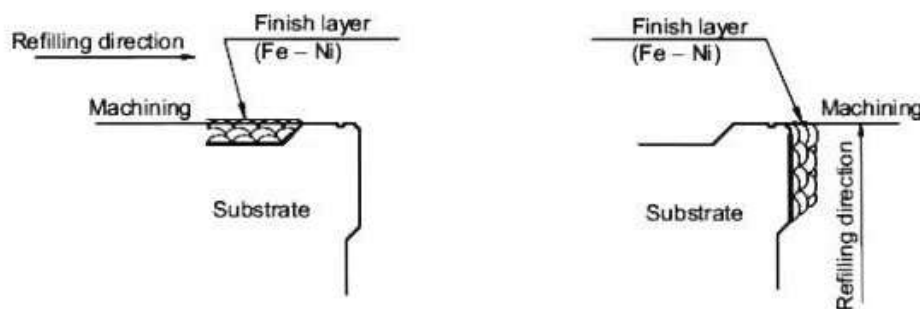 Finish layer
(Fe – Ni)
Refilling direction
Machining
Substrate
Finish layer
(Fe – Ni)
Machining
Substrate
Refilling direction